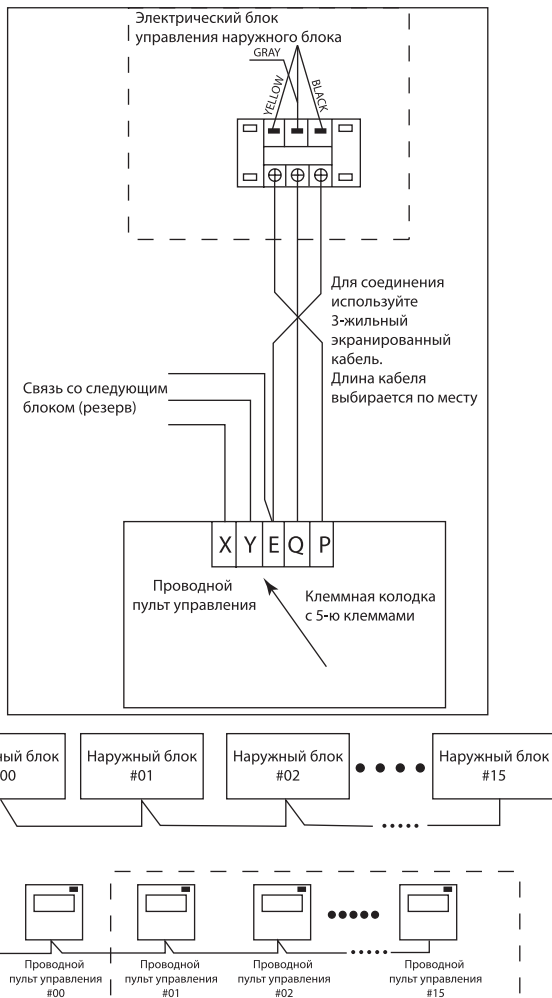 Электрический блок
управления наружного блока
GRAY
YELLOW
BLACK
Для соединения
используйте
3-жильный
экранированный
кабель.
Длина кабеля
выбирается по месту
Связь со следующим
блоком (резерв)
X Y E Q P
Проводной
пульт управления
Клеммная колодка
с 5-ю клеммами
ный блок
00
Наружный блок
#01
Наружный блок
#02
Наружный блок
#15
Проводной
пульт управления
#00
Проводной
пульт управления
#01
Проводной
пульт управления
#02
Проводной
пульт управления
#15